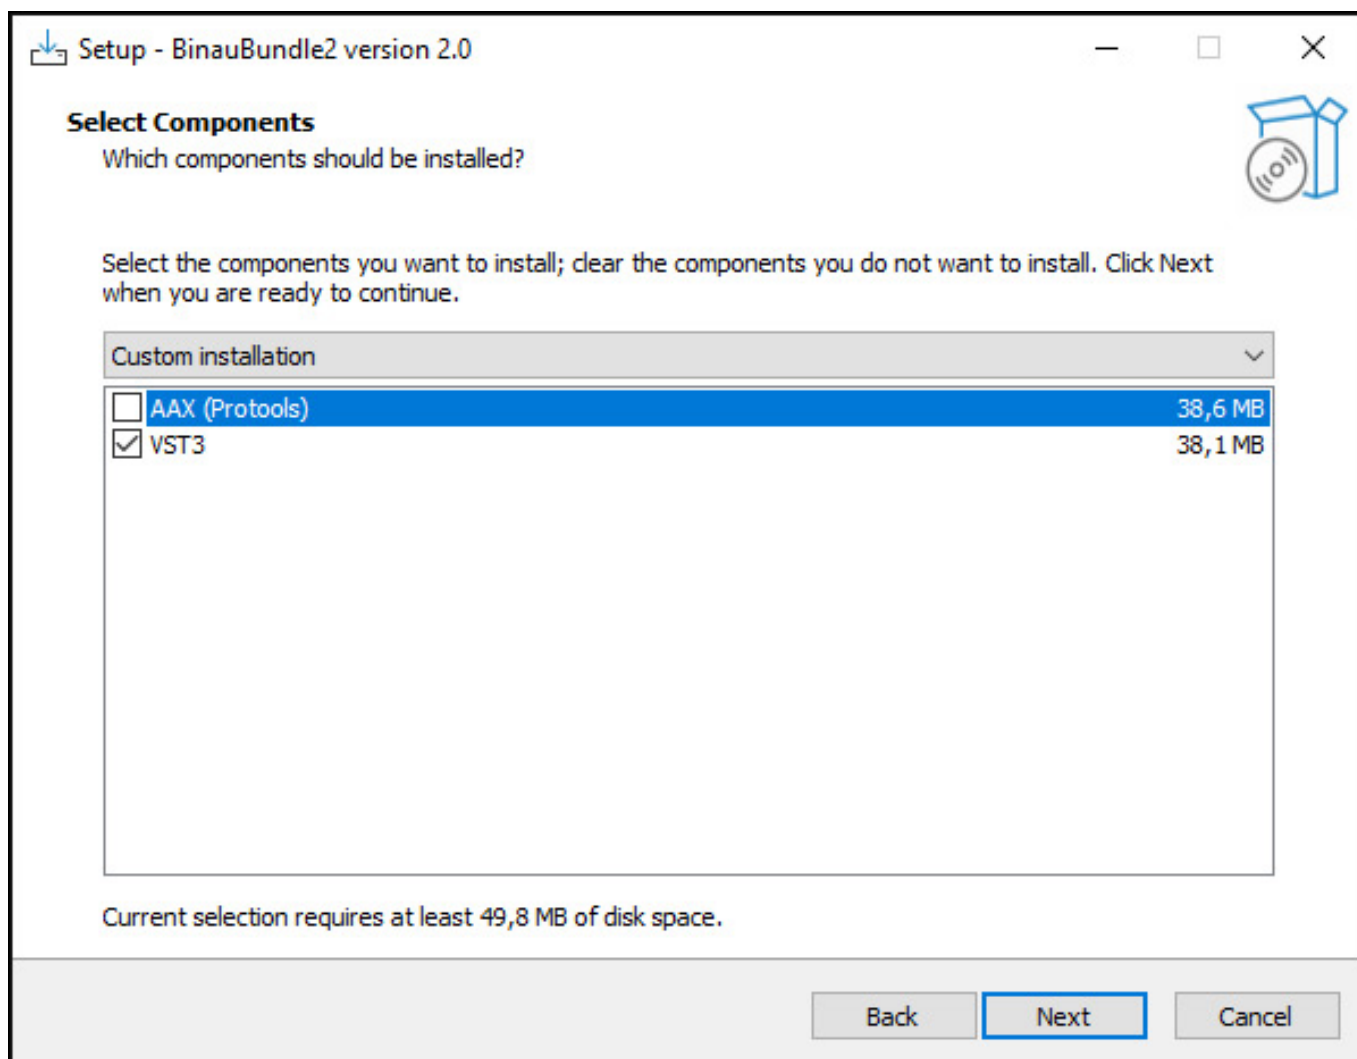 Setup - BinauBundle2 version 2.0
Select Components
Which components should be installed?
Select the components you want to install; clear the components you do not want to install. Click Next
when you are ready to continue.
Custom installation
AAX (Protools) 38,6 MB
VST3 38,1 MB
Current selection requires at least 49,8 MB of disk space.
Back Next Cancel